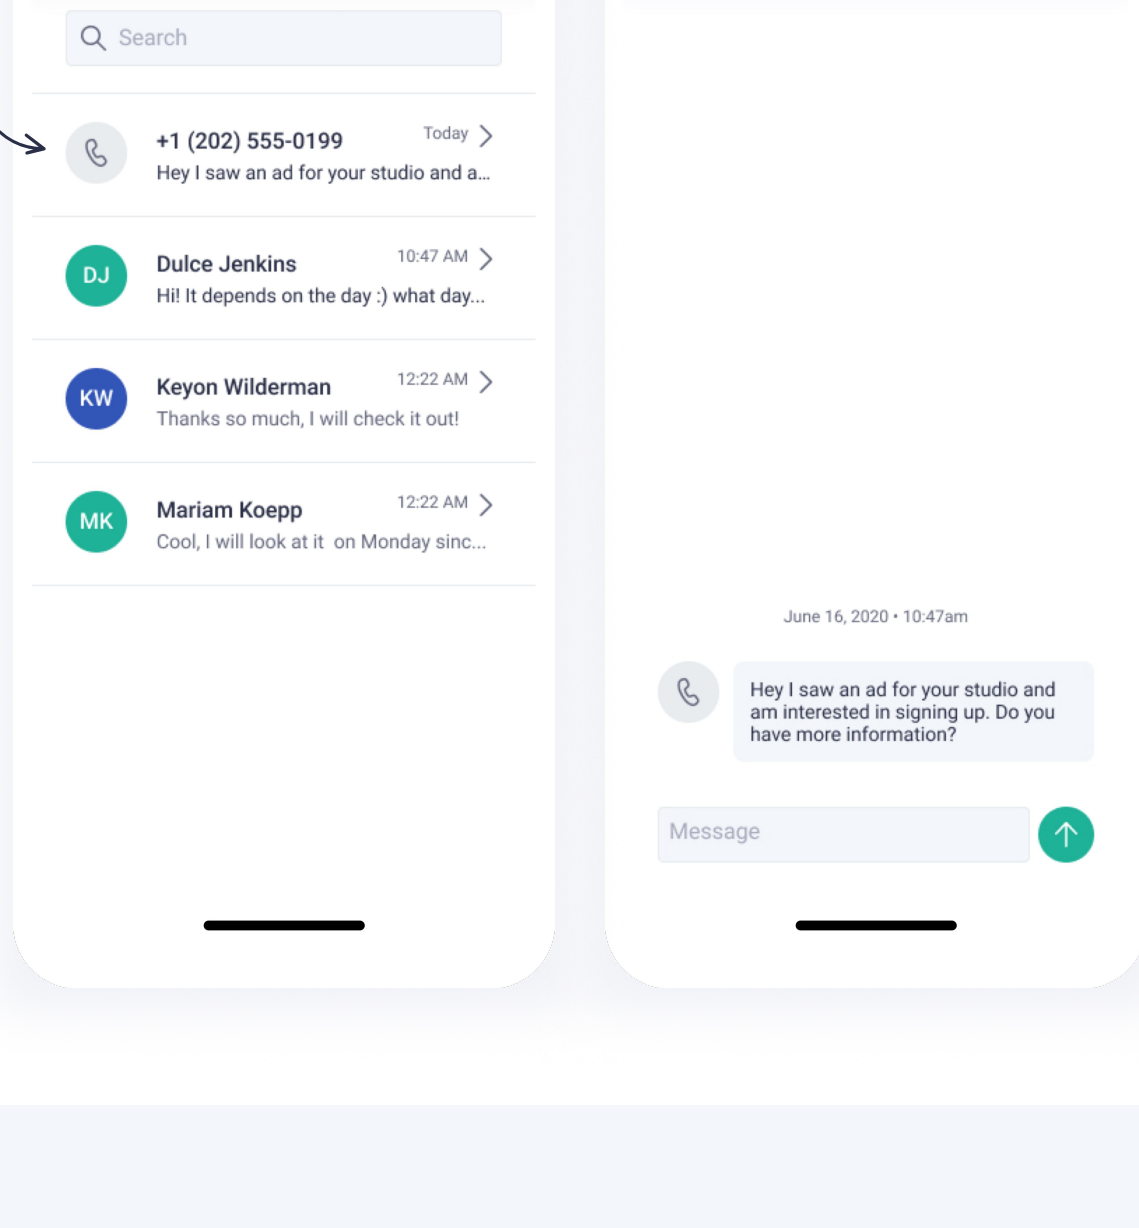 Search
+1 (202) 555-0199
Today
Hey I saw an ad for your studio and a...
DJ
Dulce Jenkins
10:47 AM
Hi! It depends on the day :) what day...
KW
Keyon Wilderman
12:22 AM
Thanks so much, I will check it out!
MK
Mariam Koepp
12:22 AM
Cool, I will look at it  on Monday sinc...
June 16, 2020 • 10:47am
Hey I saw an ad for your studio and
am interested in signing up. Do you
have more information?
Message